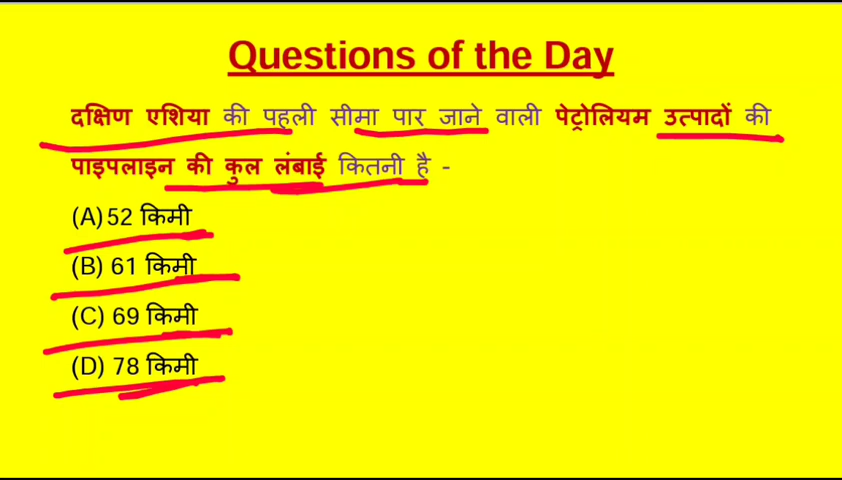 Questions of the Day
दक्षिण एशिया की पहली सीमा पार जाने वाली पेट्रोलियम उत्पादों की
पाइपलाइन की कुल लंबाई कितनी है -
(A)52 किमी
(B) 61 किमी
(C) 69 किमी
(D) 78 किमी